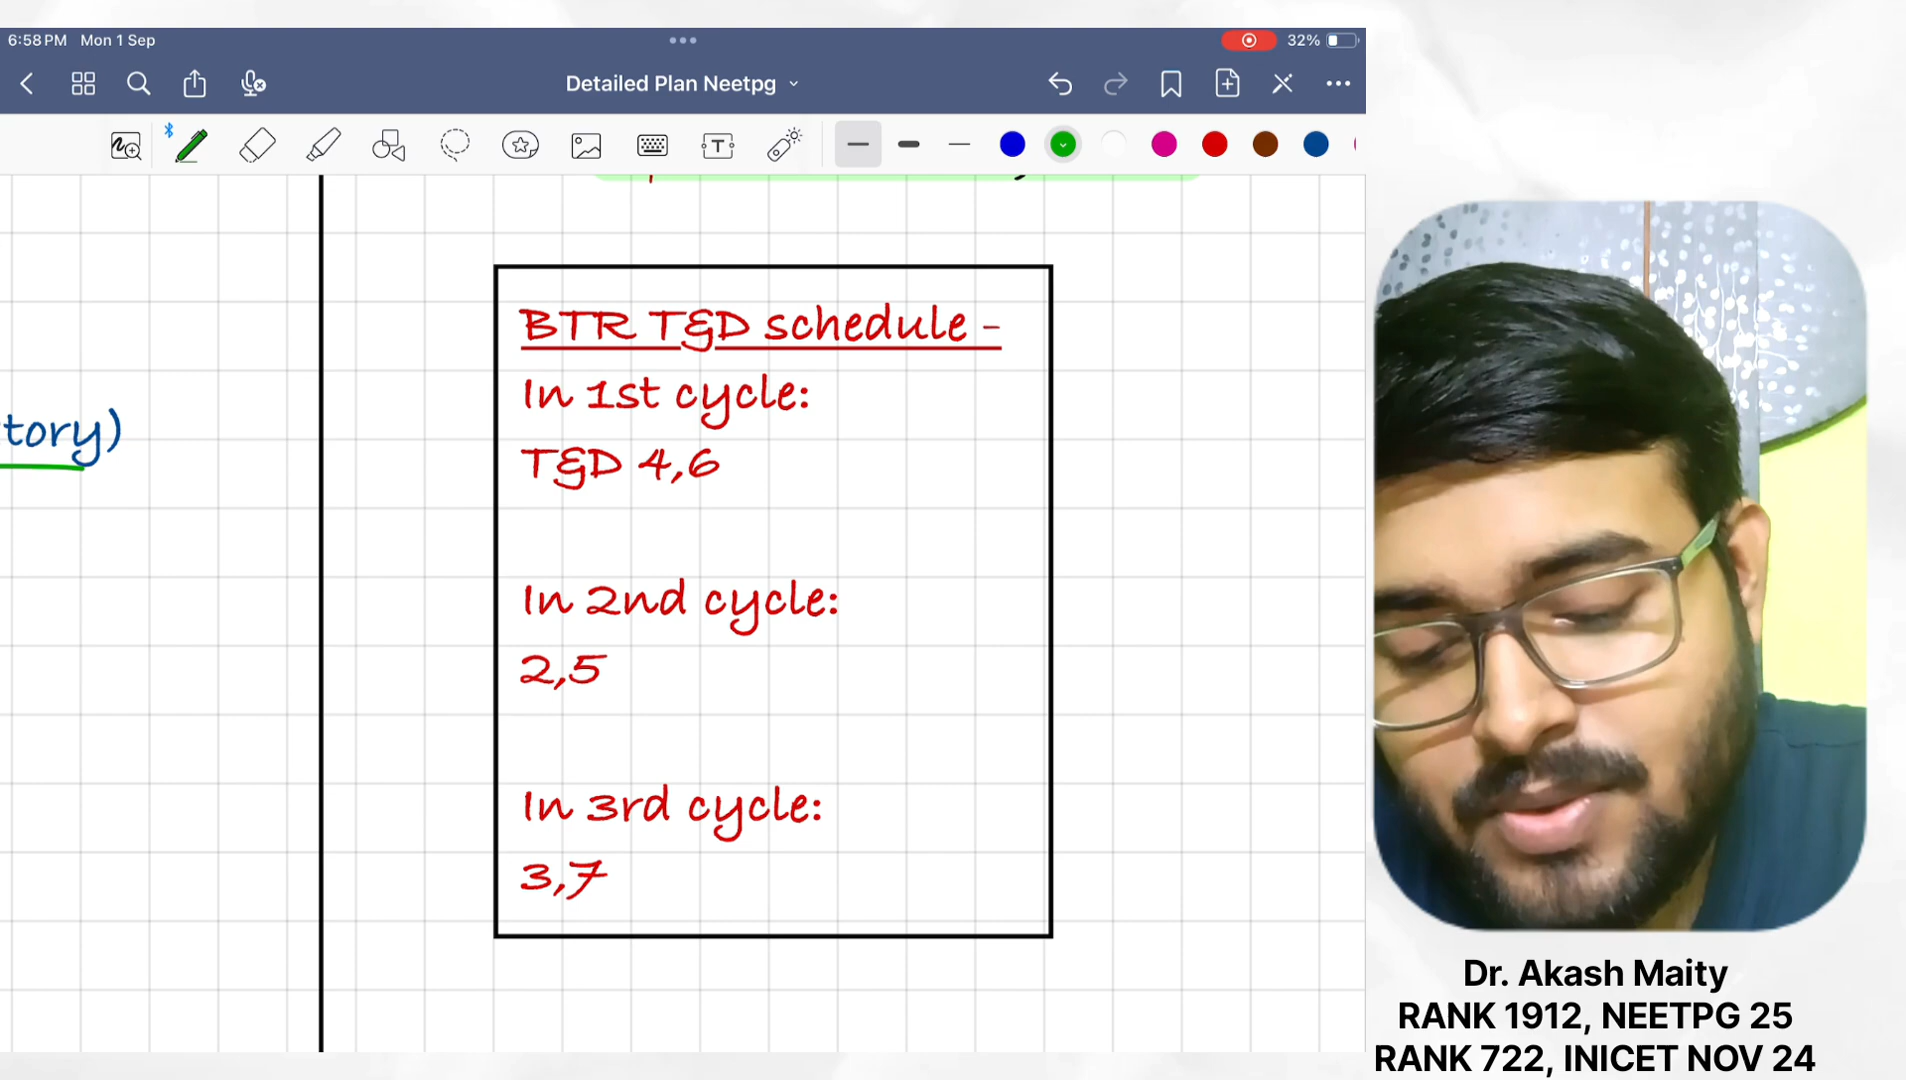 6:58 PM Mon 1 Sep
32%
Detailed Plan Neetpg
T
tory)
BTR T&D schedule -
In 1st cycle:
T&D 4,6
In 2nd cycle:
2,5
In 3rd cycle:
3,7
Dr. Akash Maity
RANK 1912, NEETPG 25
RANK 722, INICET NOV 24